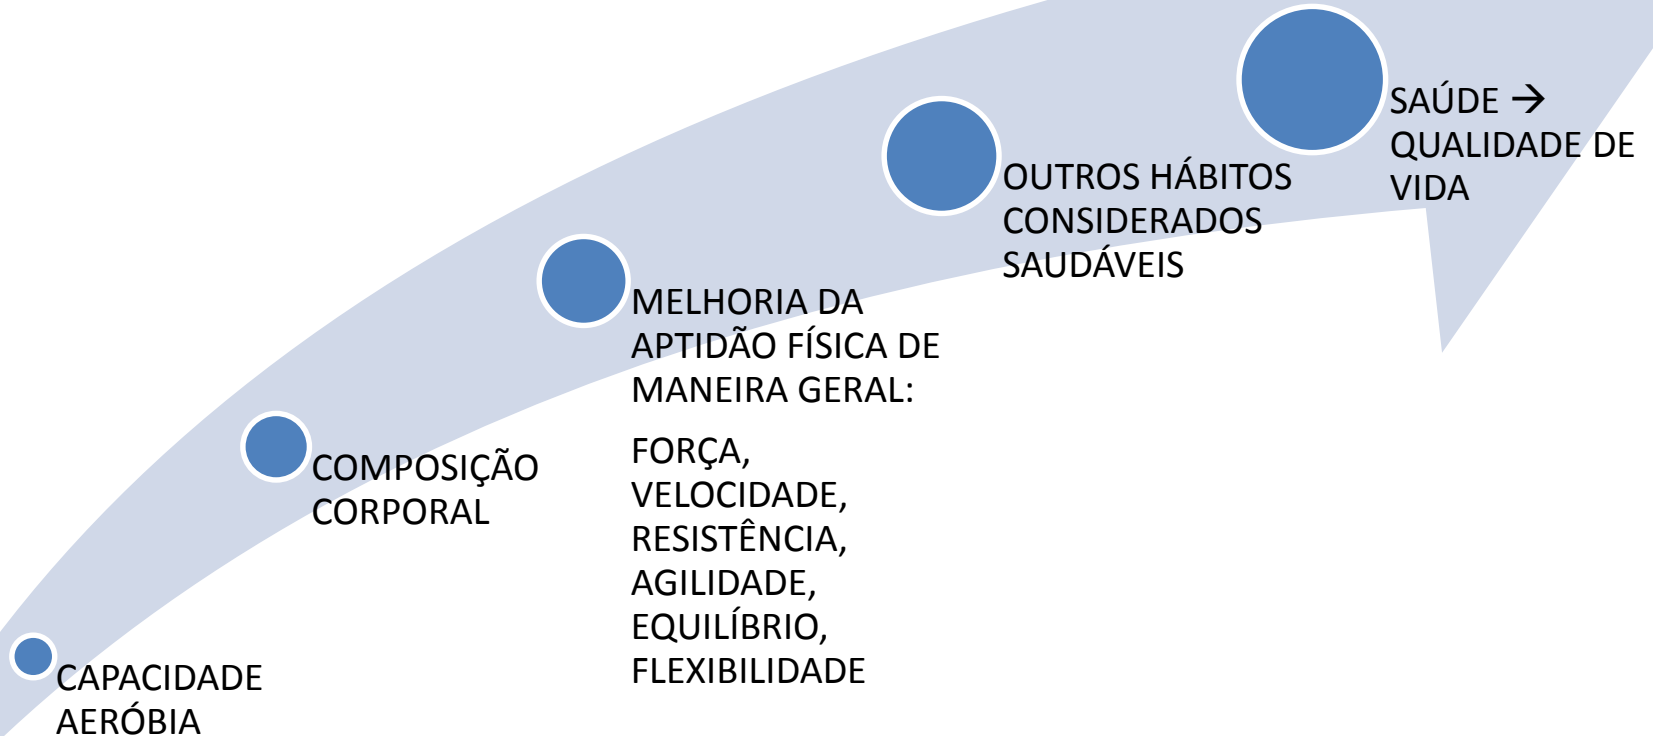 CAPACIDADE
AERÓBIA
COMPOSIÇÃO
CORPORAL
MELHORIA DA
APTIDÃO FÍSICA DE
MANEIRA GERAL:
FORÇA,
VELOCIDADE,
RESISTÊNCIA,
AGILIDADE,
EQUILÍBRIO,
FLEXIBILIDADE
OUTROS HÁBITOS
CONSIDERADOS
SAUDÁVEIS
SAÚDE →
QUALIDADE DE
VIDA